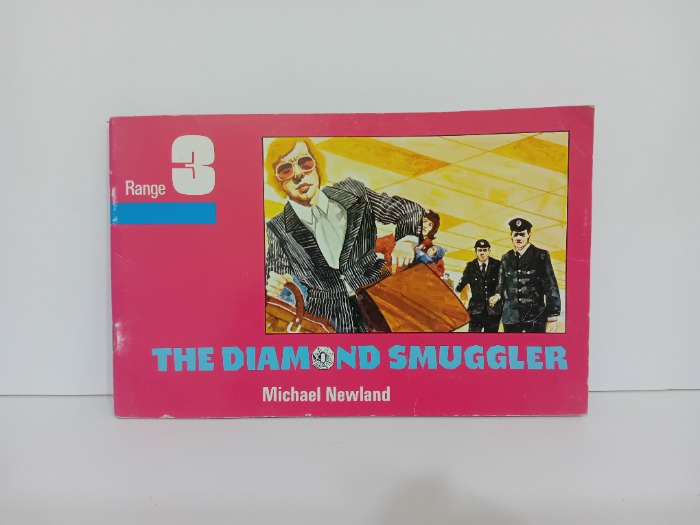 Range 3
THE DIAMOND SMUGGLER
Michael Newland